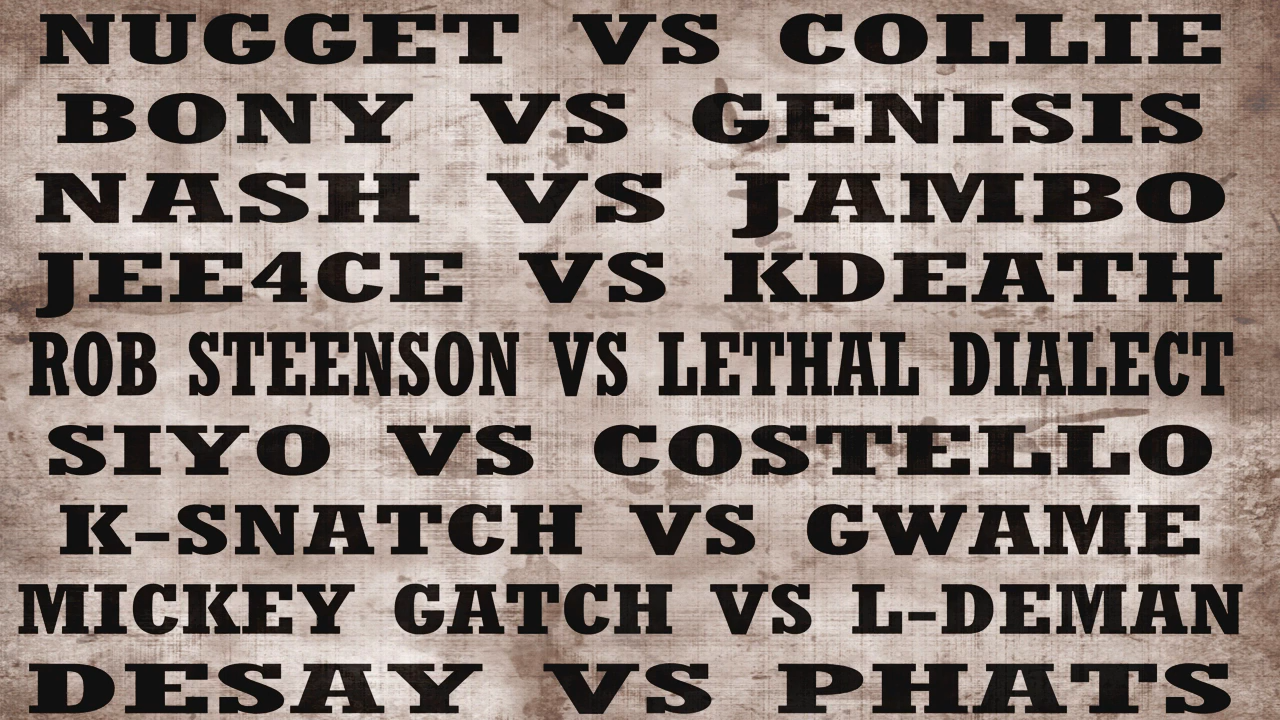 NUGGET VS COLLIE
BONY VS GENISIS
NASH VS JAMBO
JEE4CE VS KDEATH
ROB STEENSON VS LETHAL DIALECT
SIYO VS COSTELLO
K-SNATCH VS GWAME
MICKEY GATCH VS L-DEMAN
DESAY VS PHATS